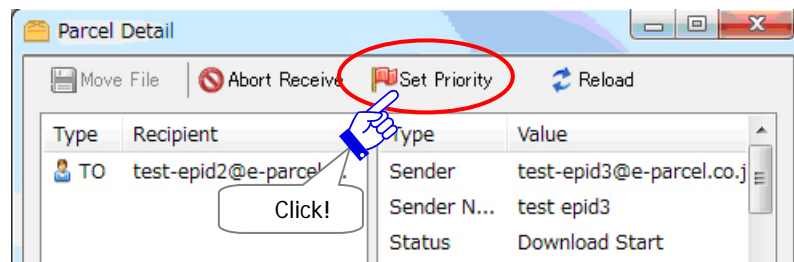 Parcel Detail
Move File Abort Receive Set Priority Reload
Type Recipient Type Value
TO test-epid2@e-parcel... Sender test-epid3@e-parcel.co.j
Click! Sender N... test epid3
Status Download Start